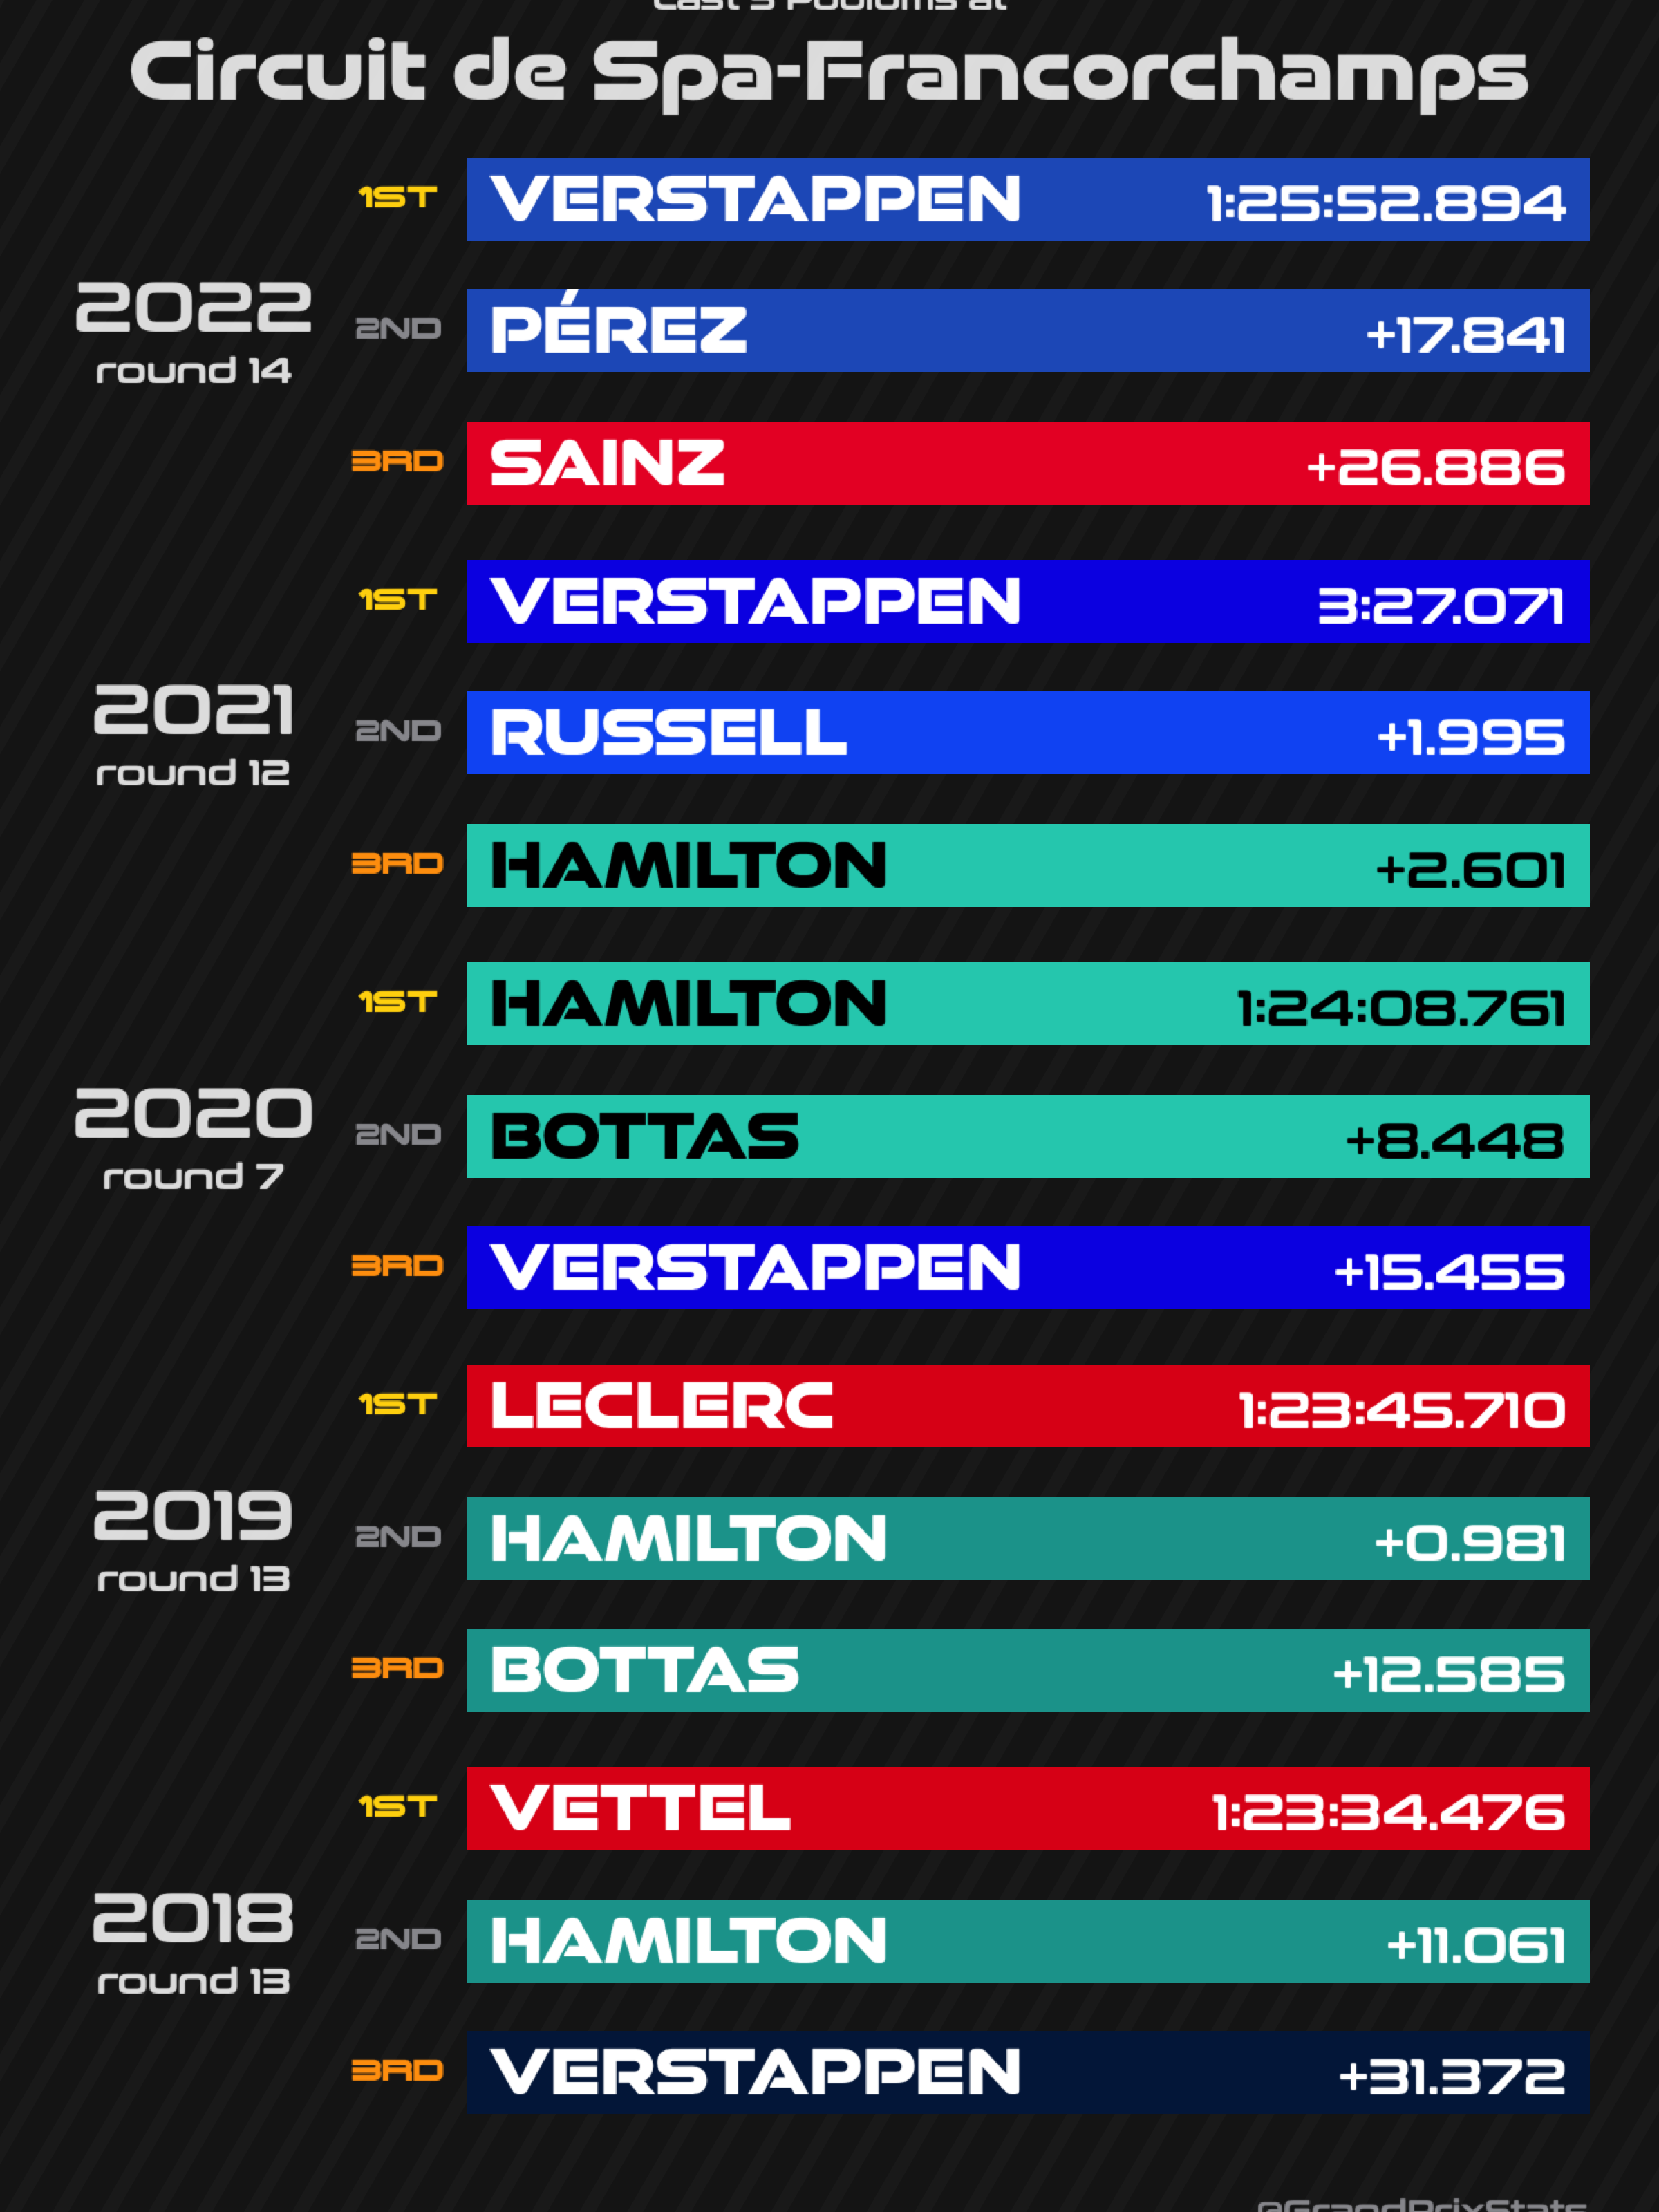 Last 5 Podiums at
Circuit de Spa-Francorchamps
2022
round 14
1ST VERSTAPPEN 1:25:52.894
2ND PÉREZ +17.841
3RD SAINZ +26.886
2021
round 12
1ST VERSTAPPEN 3:27.071
2ND RUSSELL +1.995
3RD HAMILTON +2.601
2020
round 7
1ST HAMILTON 1:24:08.761
2ND BOTTAS +8.448
3RD VERSTAPPEN +15.455
2019
round 13
1ST LECLERC 1:23:45.710
2ND HAMILTON +0.981
3RD BOTTAS +12.585
2018
round 13
1ST VETTEL 1:23:34.476
2ND HAMILTON +11.061
3RD VERSTAPPEN +31.372
@GrandPrixStats